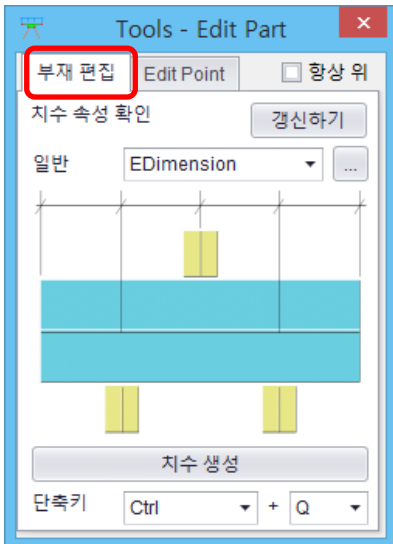 Tools - Edit Part
부재 편집 Edit Point 항상 위
치수 속성 확인 갱신하기
일반 EDimension ...
치수 생성
단축키 Ctrl + Q